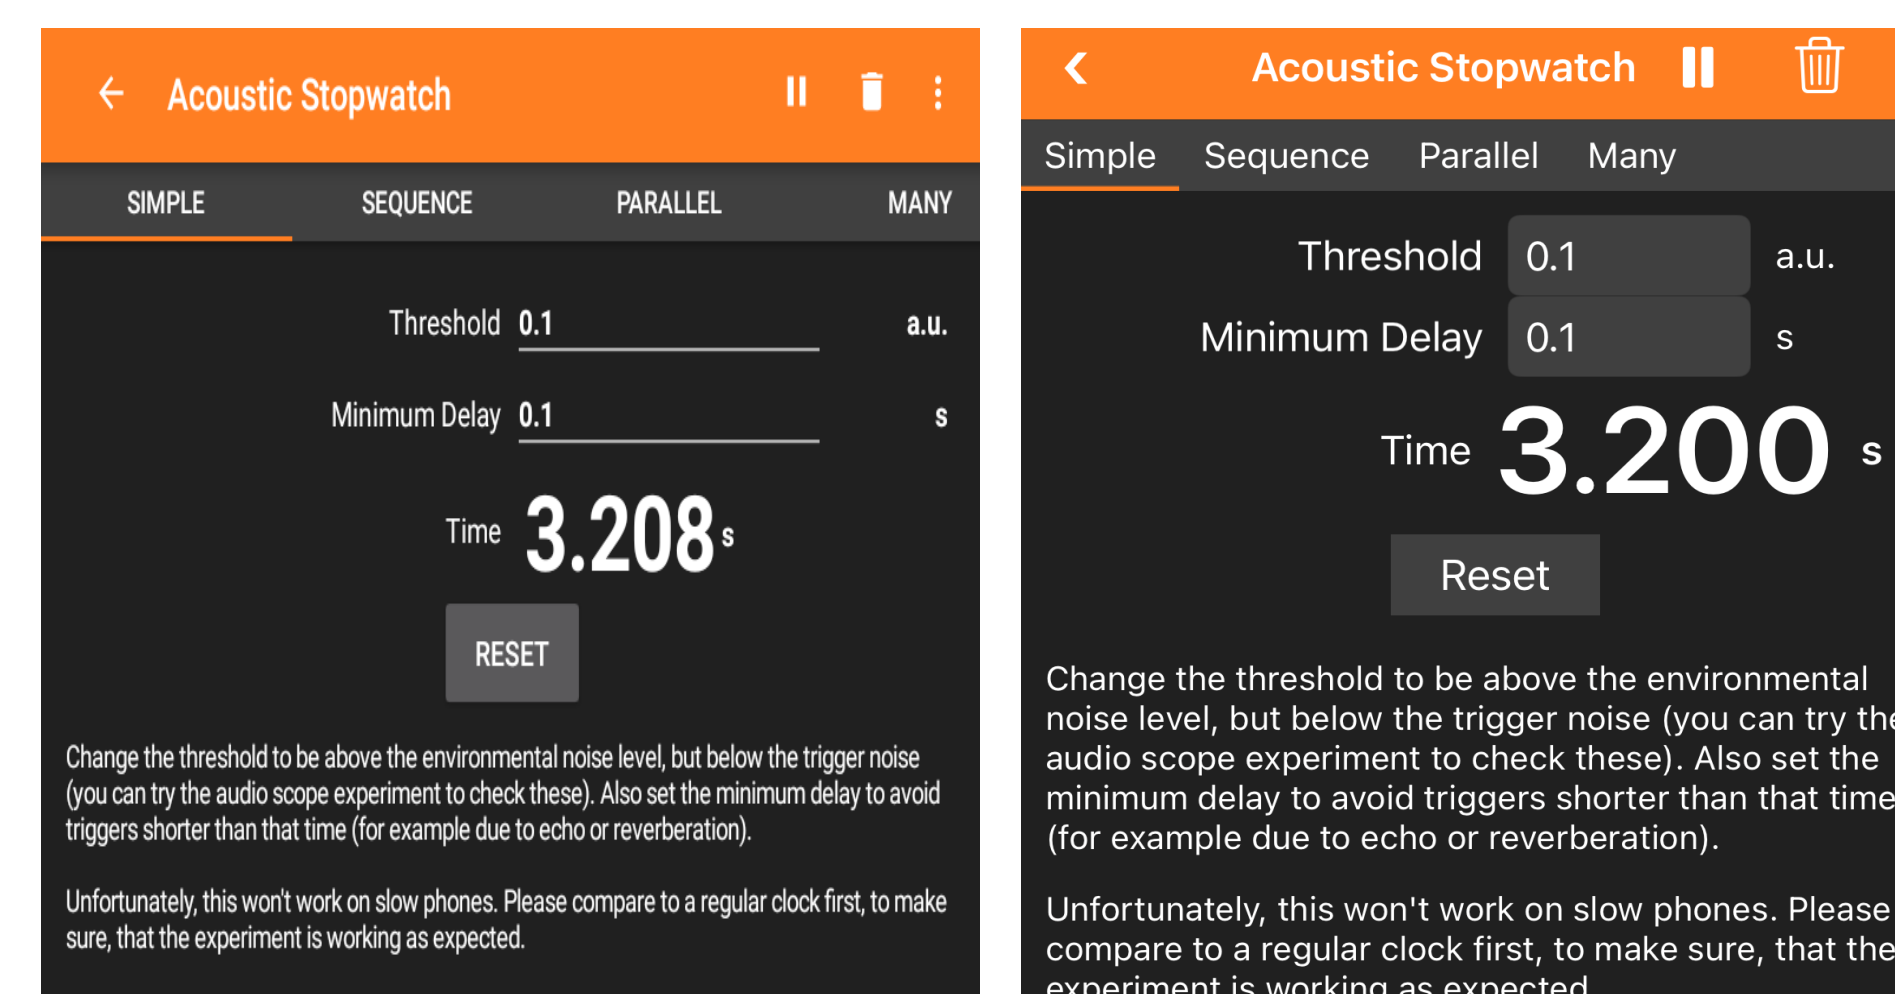 Acoustic Stopwatch
SIMPLE SEQUENCE PARALLEL MANY
Threshold 0.1 a.u.
Minimum Delay 0.1 s
Time 3.208 s
RESET
Change the threshold to be above the environmental noise level, but below the trigger noise
(you can try the audio scope experiment to check these). Also set the minimum delay to avoid
triggers shorter than that time (for example due to echo or reverberation).
Unfortunately, this won't work on slow phones. Please compare to a regular clock first, to make
sure, that the experiment is working as expected.
Acoustic Stopwatch
Simple Sequence Parallel Many
Threshold 0.1 a.u.
Minimum Delay 0.1 s
Time 3.200 s
Reset
Change the threshold to be above the environmental
noise level, but below the trigger noise (you can try the
audio scope experiment to check these). Also set the
minimum delay to avoid triggers shorter than that time
(for example due to echo or reverberation).
Unfortunately, this won't work on slow phones. Please
compare to a regular clock first, to make sure, that the
experiment is working as expected.